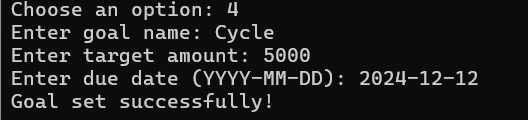 Choose an option: 4
Enter goal name: Cycle
Enter target amount: 5000
Enter due date (YYYY-MM-DD): 2024-12-12
Goal set successfully!